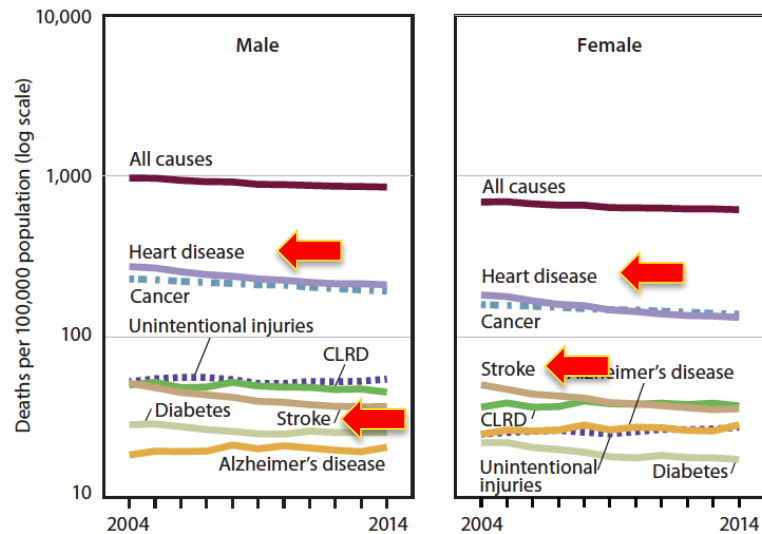 Deaths per 100,000 population (log scale)
10,000
1,000
100
10
Male
All causes
Heart disease
Cancer
Unintentional injuries
CLRD
Diabetes
Stroke
Alzheimer's disease
2004
2014
Female
All causes
Heart disease
Cancer
Stroke
disease
CLRD
Unintentional
injuries
Diabetes
2004
2014